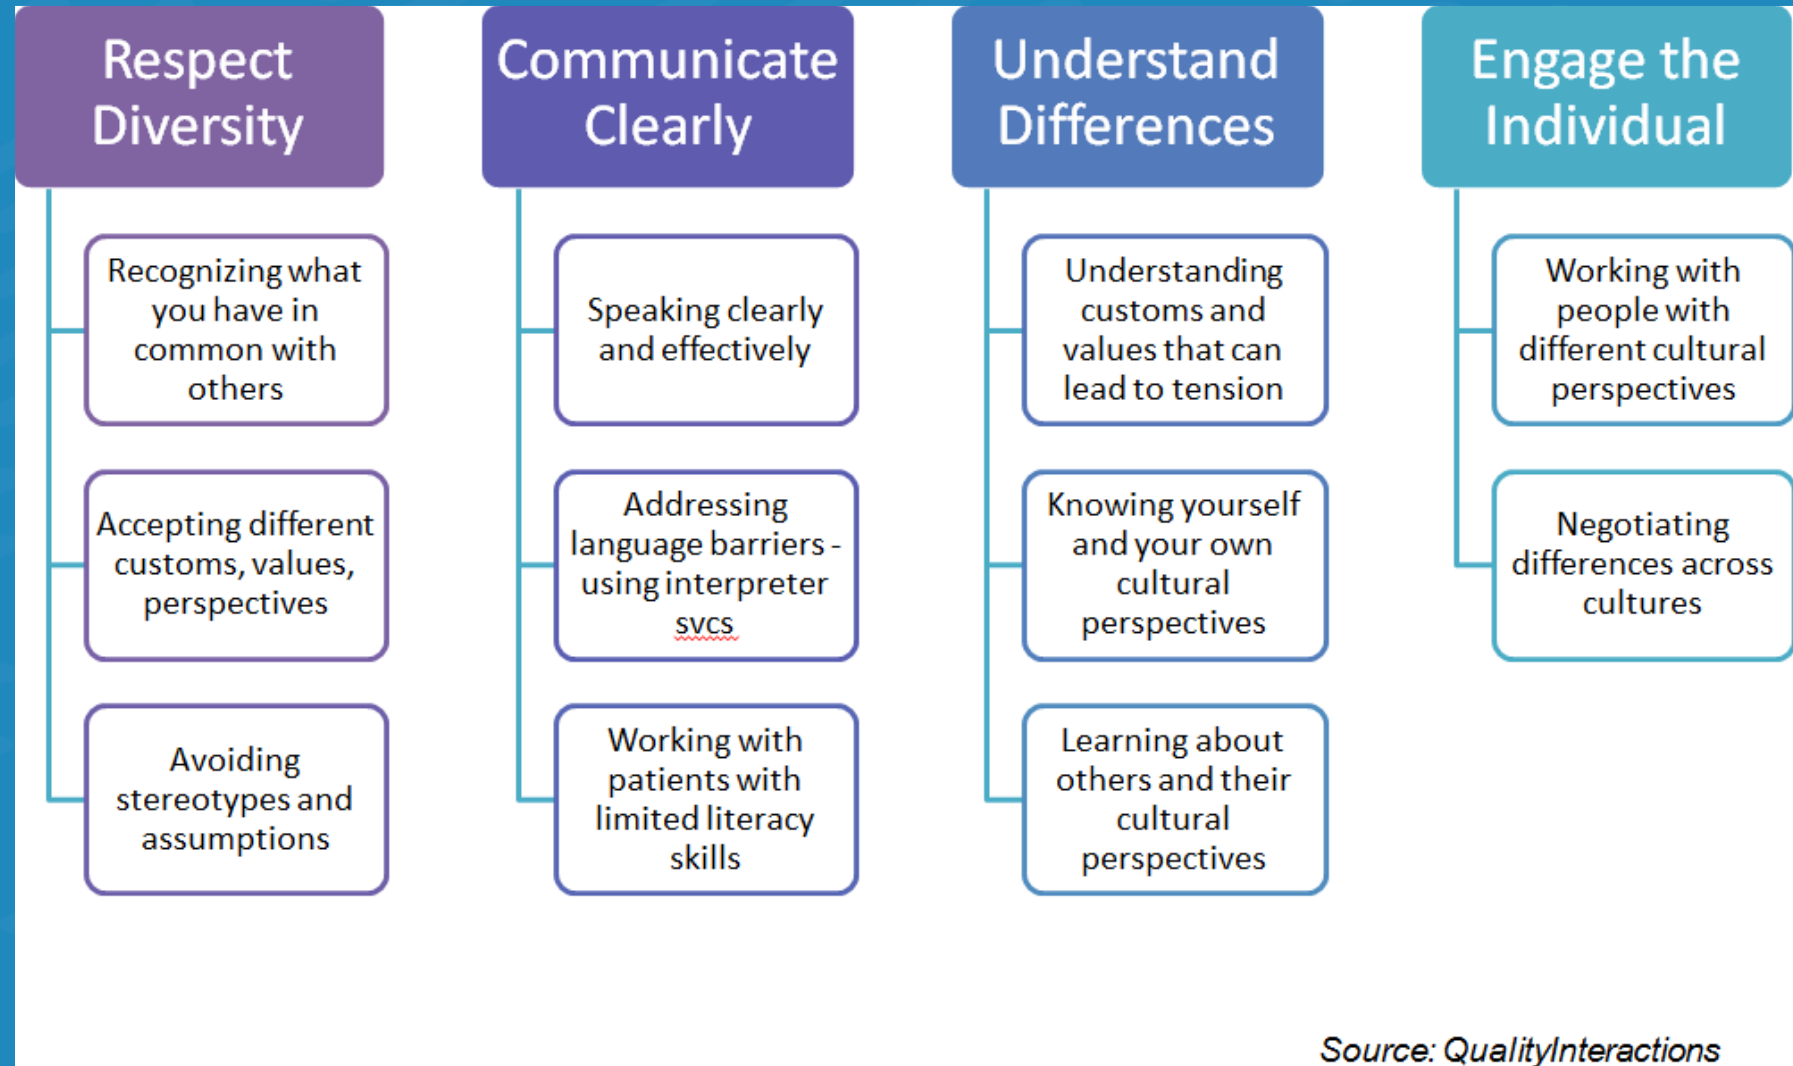 Respect
Diversity
Recognizing what
you have in
common with
others
Accepting different
customs, values,
perspectives
Avoiding
stereotypes and
assumptions
Communicate
Clearly
Speaking clearly
and effectively
Addressing
language barriers -
using interpreter
svcs
Working with
patients with
limited literacy
skills
Understand
Differences
Understanding
customs and
values that can
lead to tension
Knowing yourself
and your own
cultural
perspectives
Learning about
others and their
cultural
perspectives
Engage the
Individual
Working with
people with
different cultural
perspectives
Negotiating
differences across
cultures
Source: QualityInteractions